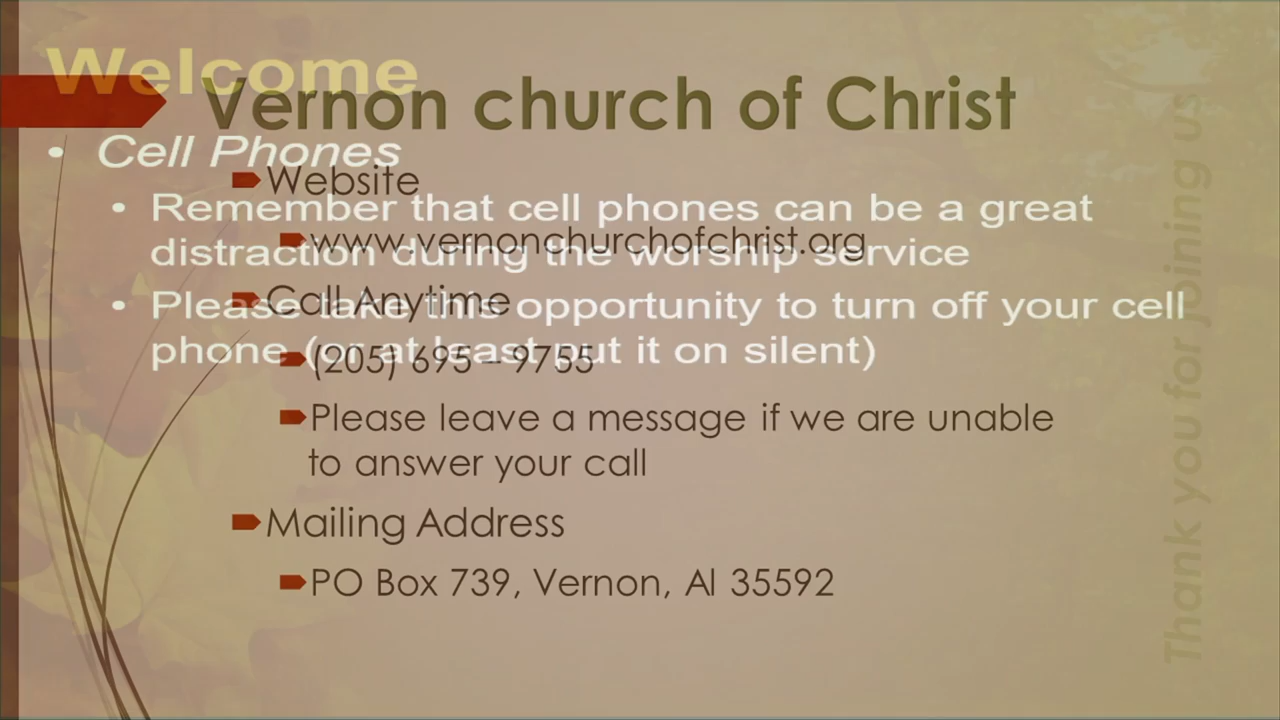 Welcome
• Cell Phones
• Remember that cell phones can be a great
distraction during the worship service
• Please take this opportunity to turn off your cell
phone (or at least put it on silent)
Vernon church of Christ
Website
www.vernonchurchofchrist.org
Call Anytime
(205) 695 – 9755
Please leave a message if we are unable
to answer your call
Mailing Address
PO Box 739, Vernon, Al 35592
Thank you for joining us